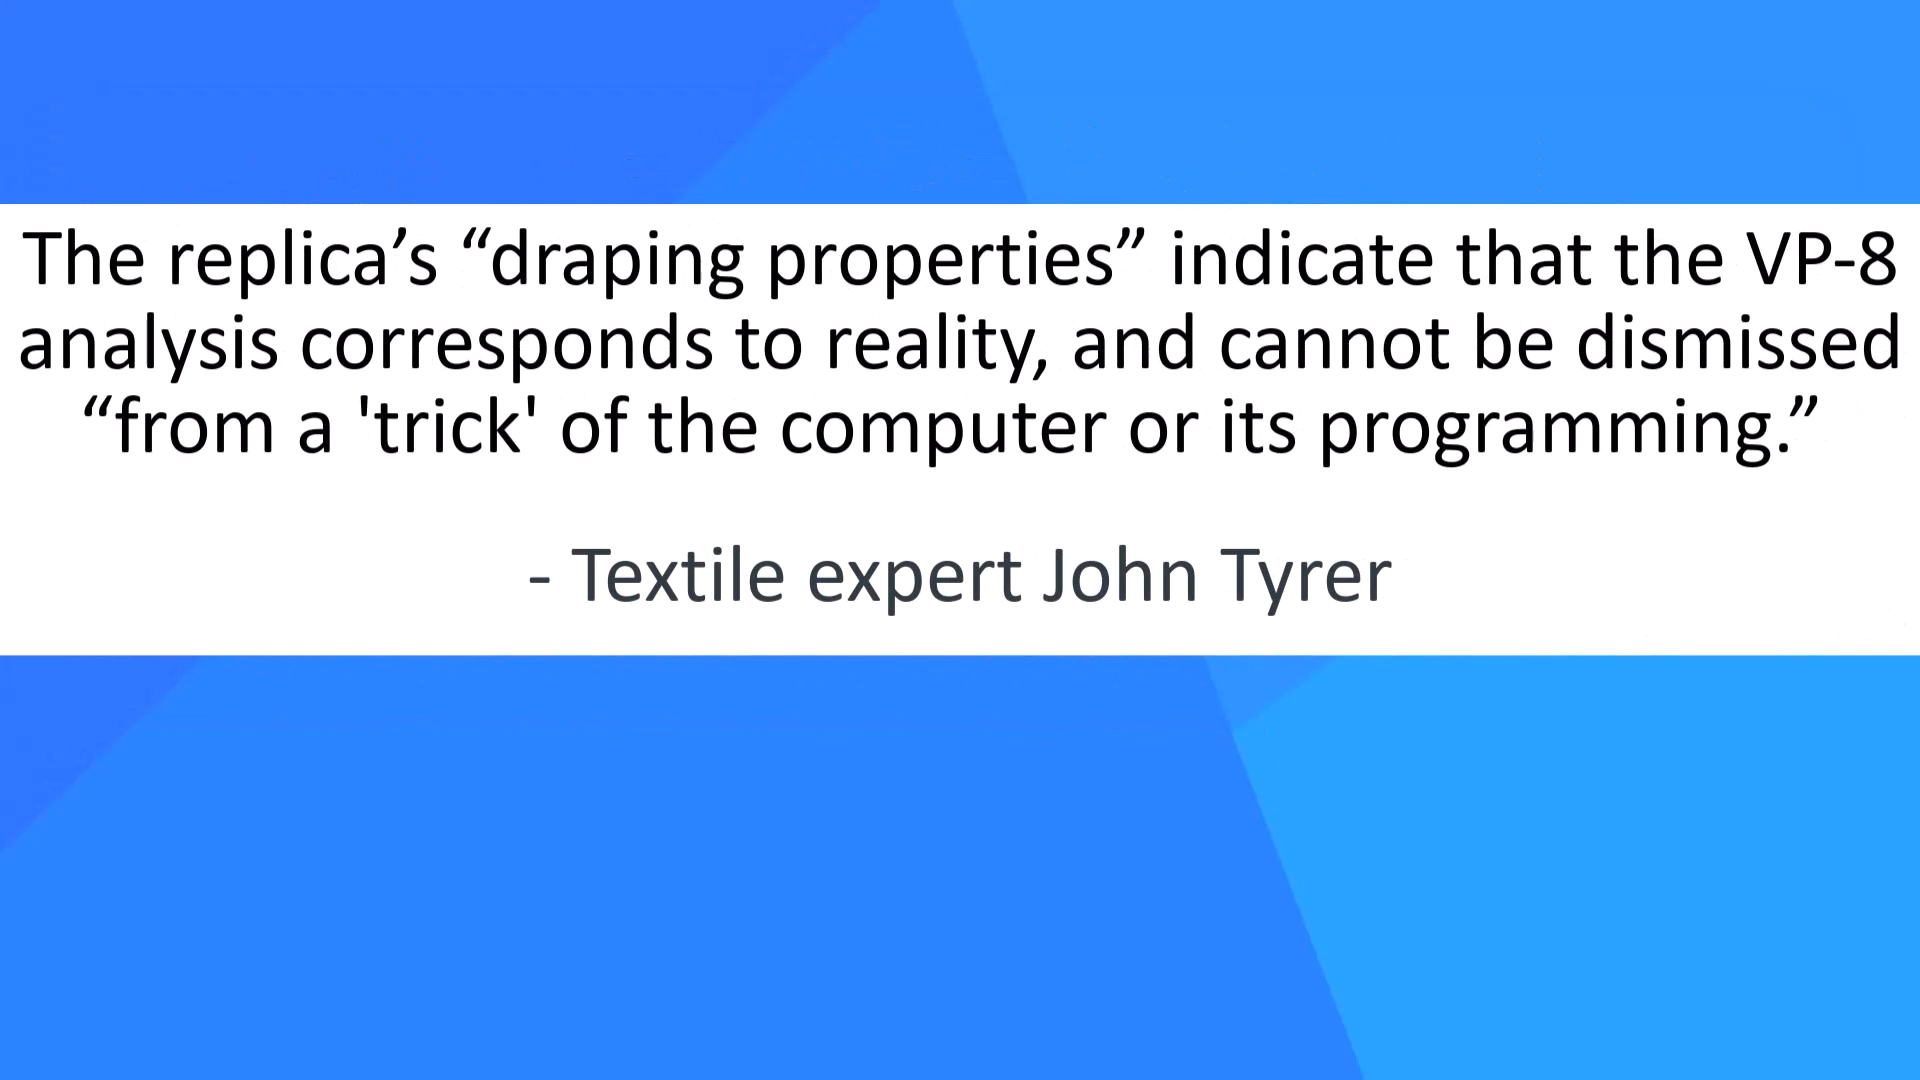 The replica’s “draping properties” indicate that the VP-8
analysis corresponds to reality, and cannot be dismissed
“from a 'trick' of the computer or its programming.”
- Textile expert John Tyrer